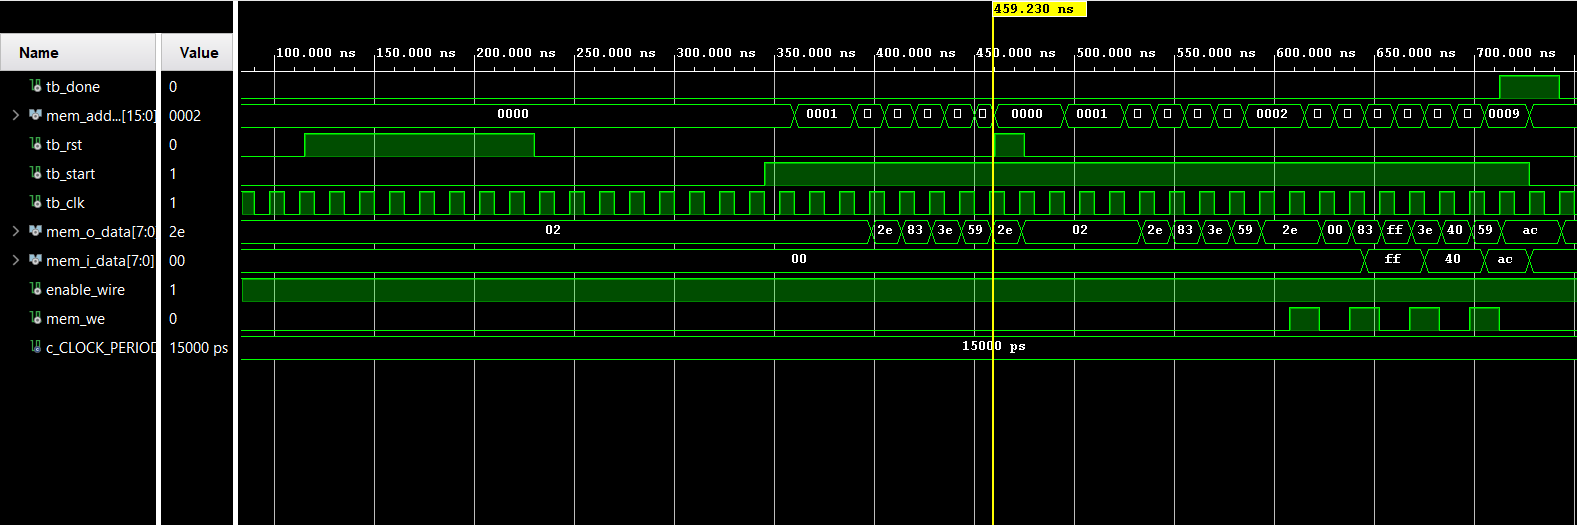 459.230 ns
Name Value 100.000 ns 150.000 ns 200.000 ns 250.000 ns 300.000 ns 350.000 ns 400.000 ns 450.000 ns 500.000 ns 550.000 ns 600.000 ns 650.000 ns 700.000 ns
tb_done 0
mem_add...[15:0] 0002 0000 0001 0000 0001 0002 0009
tb_rst 0
tb_start 1
tb_clk 1
mem_o_data[7:0] 2e 02 2e 83 3e 59 2e 02 2e 83 3e 59 2e 00 83 ff 3e 40 59 ac
mem_i_data[7:0] 00 00 ff 40 ac
enable_wire 1
mem_we 0
c_CLOCK_PERIOD 15000 ps 15000 ps